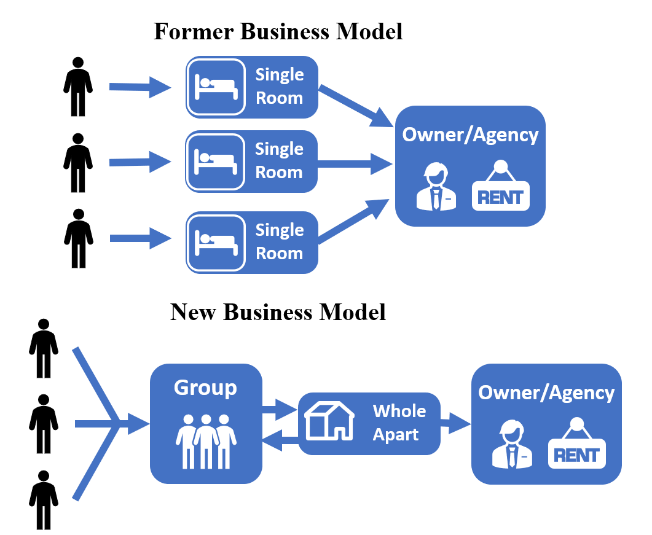 Former Business Model
Single
Room
Single
Room
Single
Room
Owner/Agency
RENT
New Business Model
Group
Whole
Apart
Owner/Agency
RENT